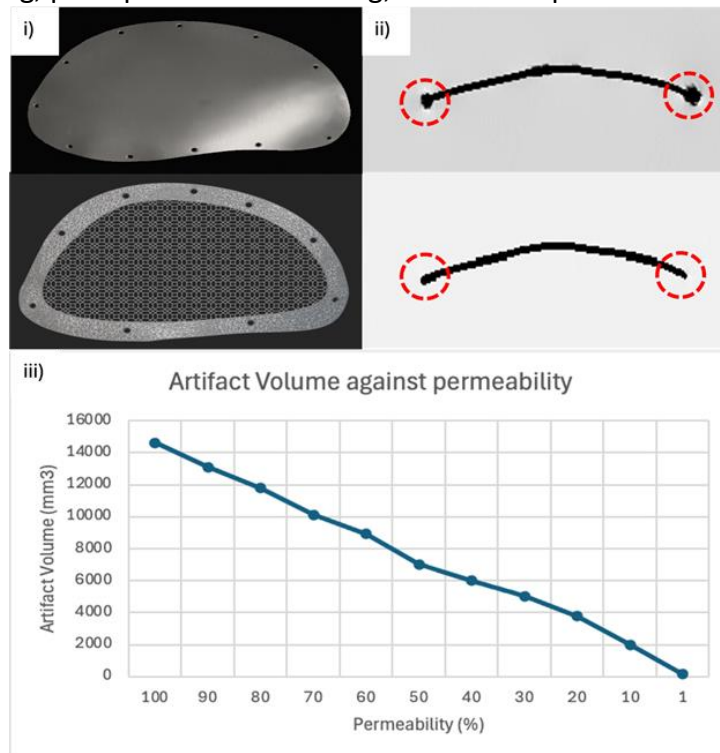 i)
ii)
iii)
Artifact Volume against permeability
16000
14000
12000
10000
8000
6000
4000
2000
0
Artifact Volume (mm3)
100 90 80 70 60 50 40 30 20 10 1
Permeability (%)